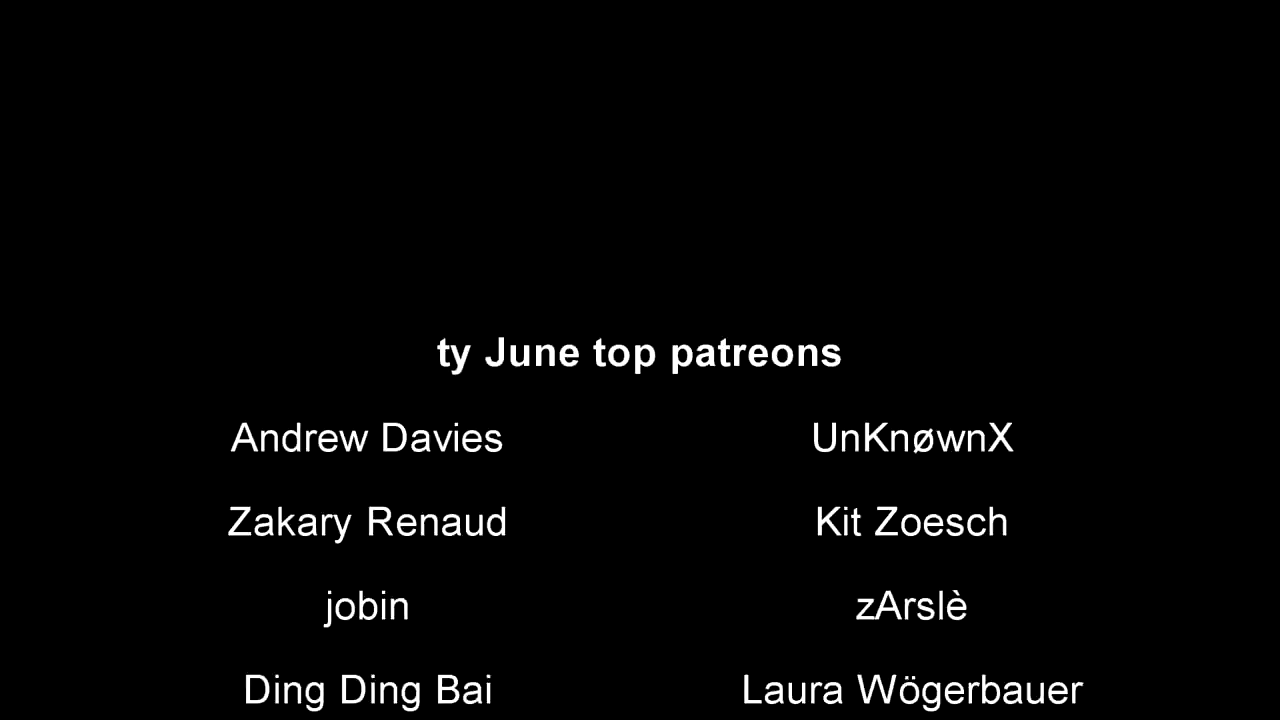 ty June top patreons
Andrew Davies UnKnøwnX
Zakary Renaud Kit Zoesch
jobin zArslè
Ding Ding Bai Laura Wögerbauer